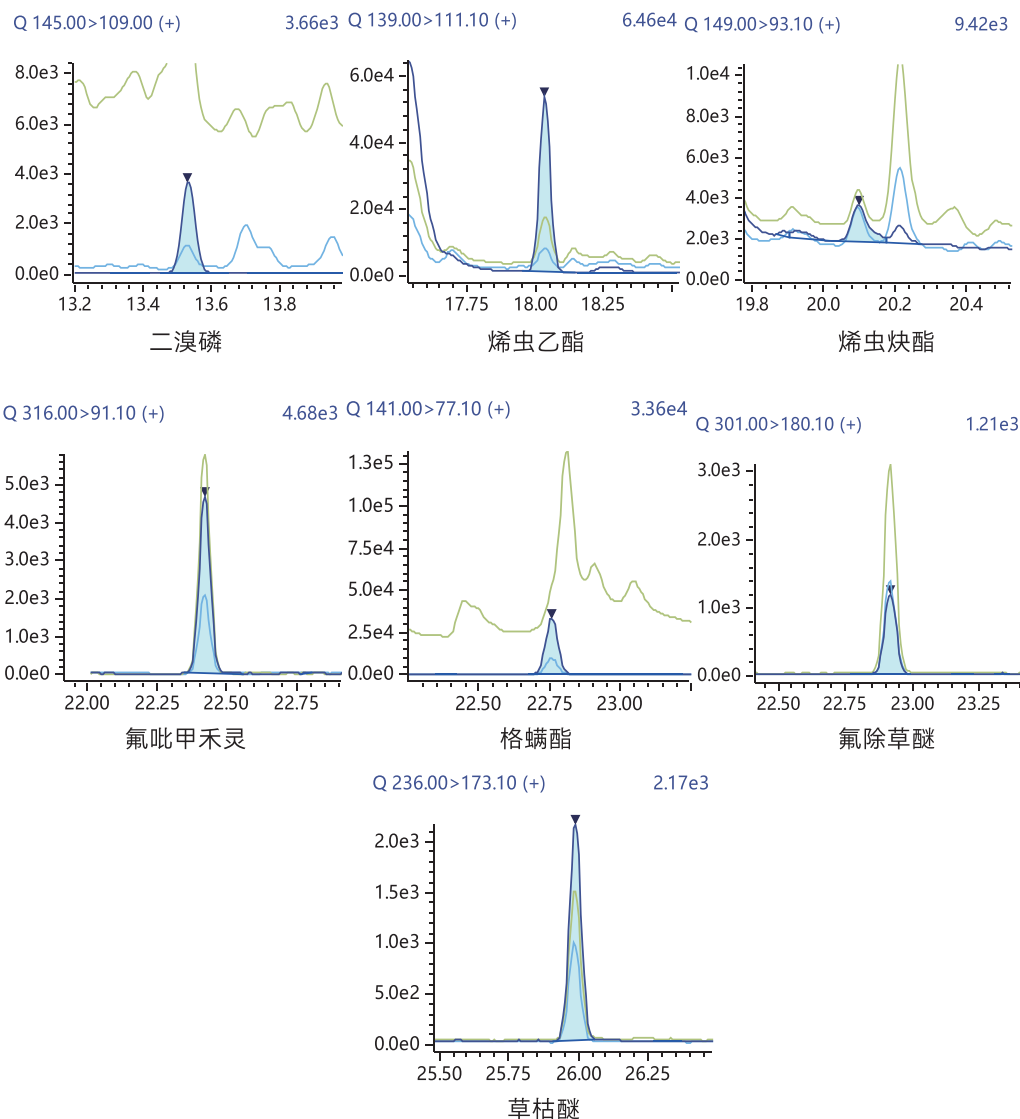 Q 145.00>109.00 (+) 3.66e3
8.0e3
6.0e3
4.0e3
2.0e3
0.0e0
13.2 13.4 13.6 13.8
二溴磷
Q 139.00>111.10 (+) 6.46e4
6.0e4
4.0e4
2.0e4
0.0e0
17.75 18.00 18.25
烯虫乙酯
Q 149.00>93.10 (+) 9.42e3
1.0e4
8.0e3
6.0e3
4.0e3
2.0e3
0.0e0
19.8 20.0 20.2 20.4
烯虫炔酯
Q 316.00>91.10 (+) 4.68e3
5.0e3
4.0e3
3.0e3
2.0e3
1.0e3
0.0e0
22.00 22.25 22.50 22.75
氟吡甲禾灵
Q 141.00>77.10 (+) 3.36e4
1.3e5
1.0e5
7.5e4
5.0e4
2.5e4
0.0e0
22.50 22.75 23.00
格螨酯
Q 301.00>180.10 (+) 1.21e3
3.0e3
2.0e3
1.0e3
0.0e0
22.50 22.75 23.00 23.25
氟除草醚
Q 236.00>173.10 (+) 2.17e3
2.0e3
1.5e3
1.0e3
5.0e2
0.0e0
25.50 25.75 26.00 26.25
草枯醚